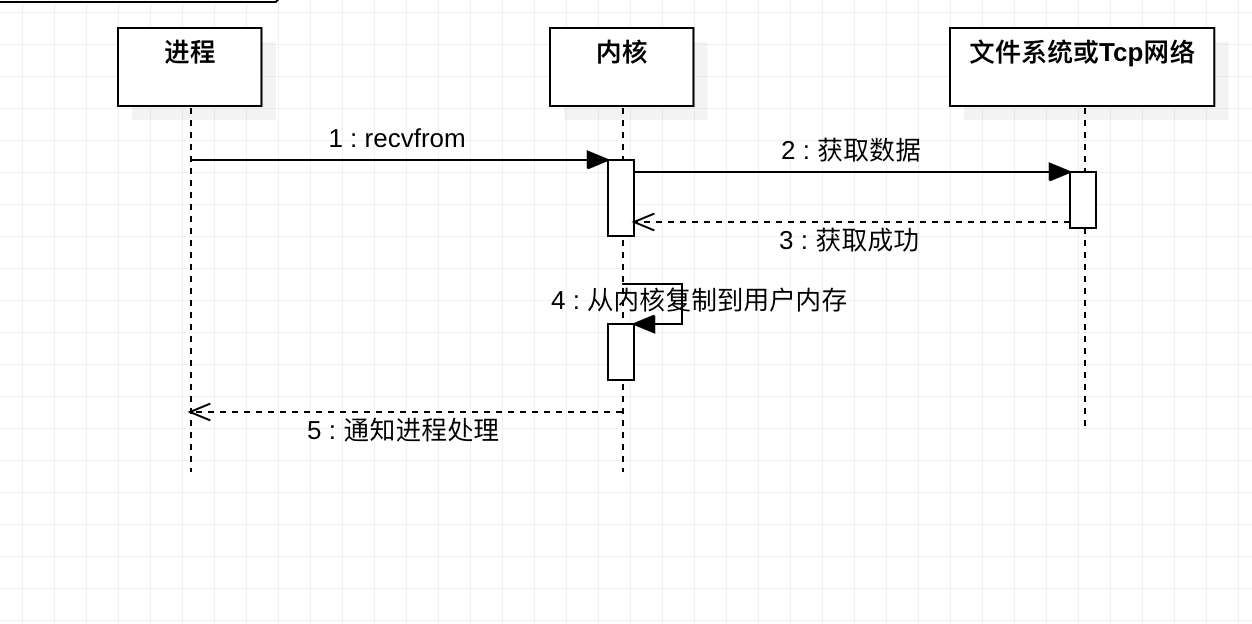 进程
内核
文件系统或Tcp网络
1 : recvfrom
2 : 获取数据
3 : 获取成功
4 : 从内核复制到用户内存
5 : 通知进程处理